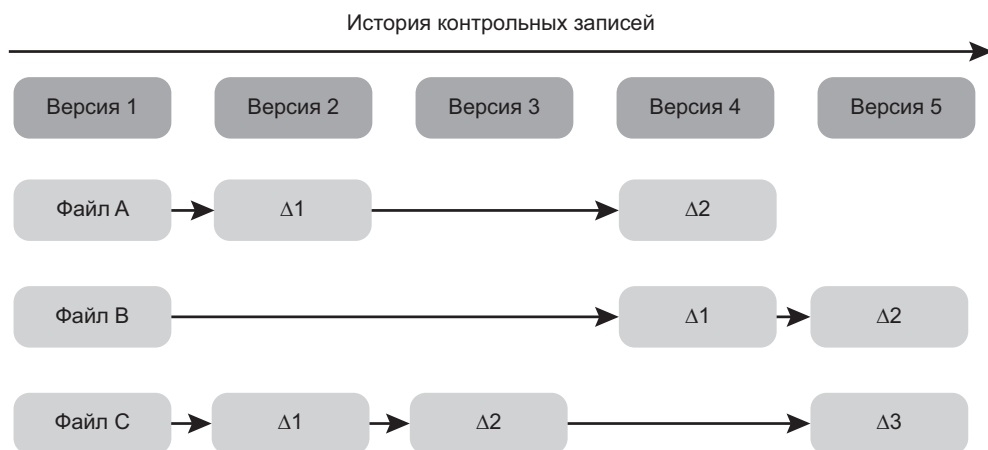 История контрольных записей
Версия 1 Версия 2 Версия 3 Версия 4 Версия 5
Файл A Δ1 Δ2
Файл B Δ1 Δ2
Файл C Δ1 Δ2 Δ3